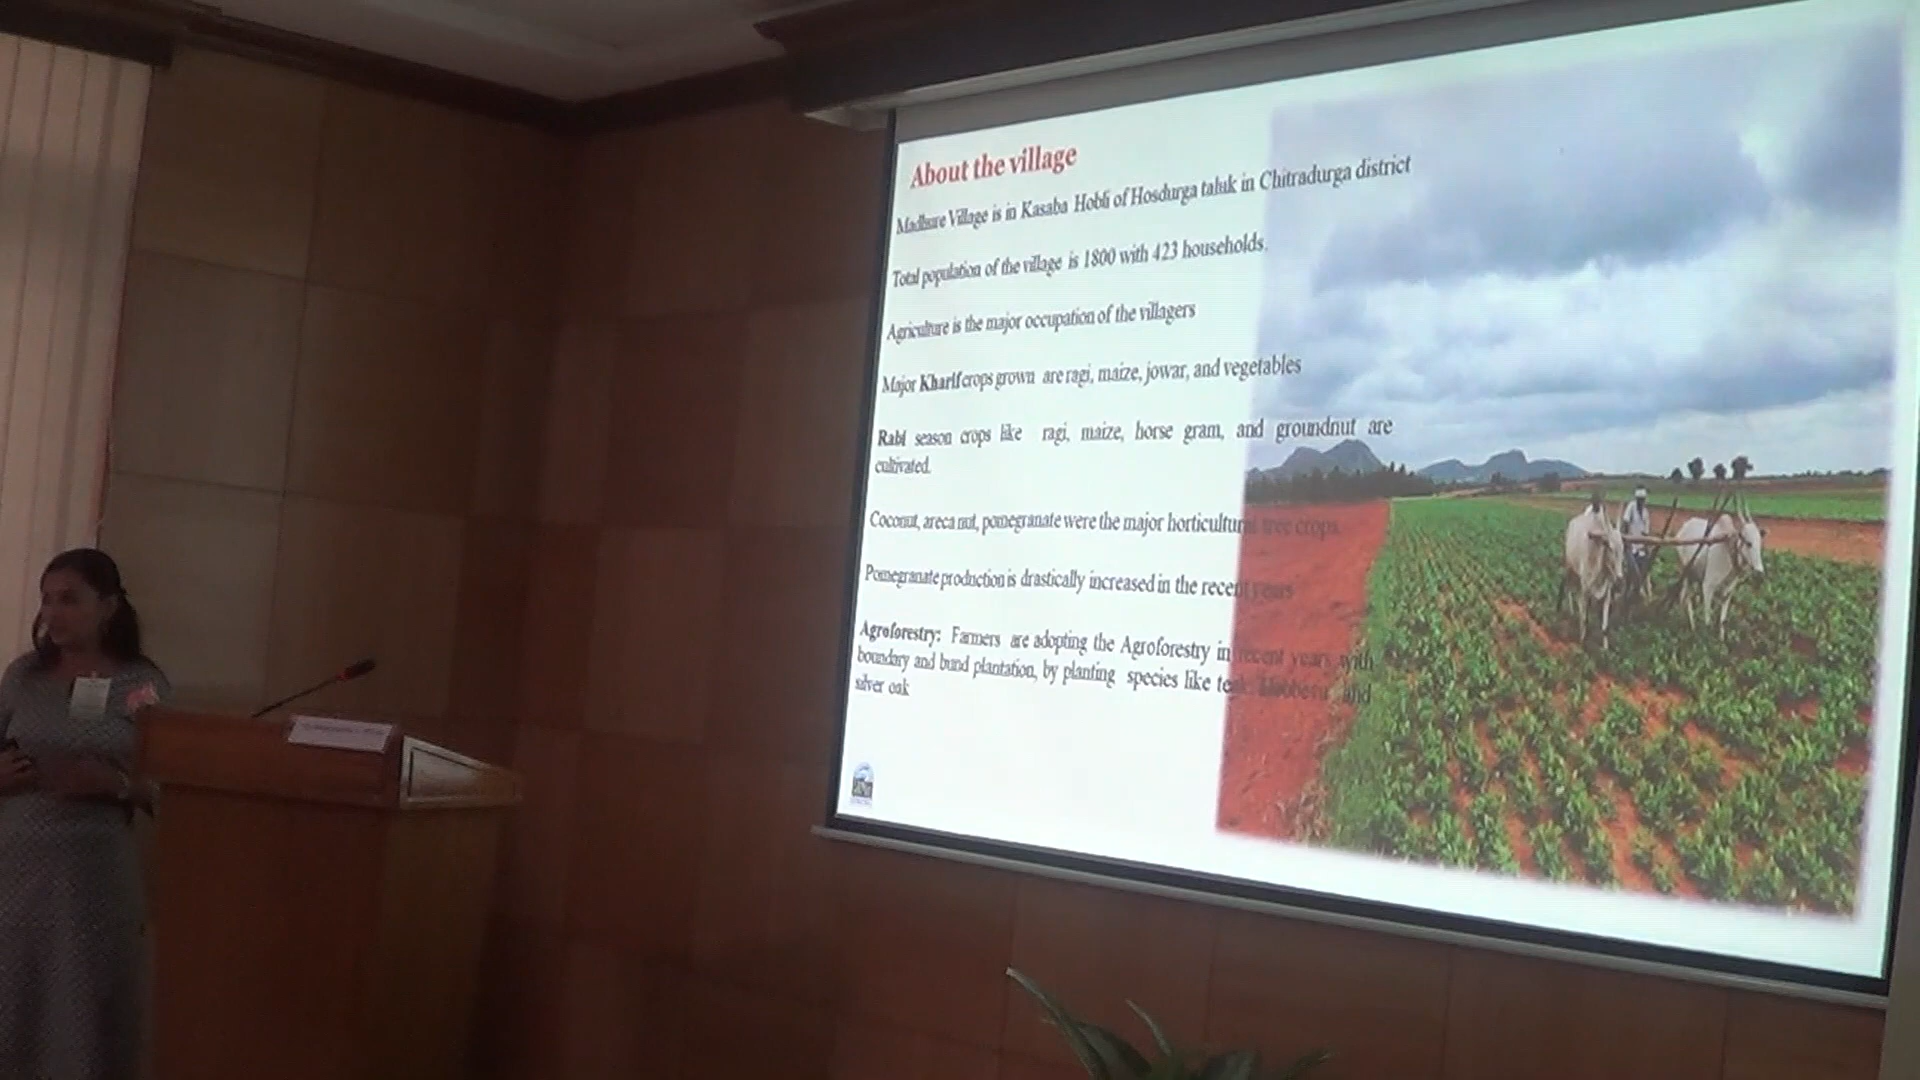 About the village
Madhure Village is in Kasaba Hobli of Hosdurga taluk in Chitradurga district
Total population of the village is 1800 with 423 households.
Agriculture is the major occupation of the villagers
Major Kharif crops grown are ragi, maize, jowar, and vegetables
Rabi season crops like ragi, maize, horse gram, and groundnut are
cultivated.
Coconut, areca nut, pomegranate were the major horticultural tree crops.
Pomegranate production is drastically increased in the recent years
Agroforestry: Farmers are adopting the Agroforestry in recent years with
boundary and bund plantation, by planting species like teak, and
silver oak